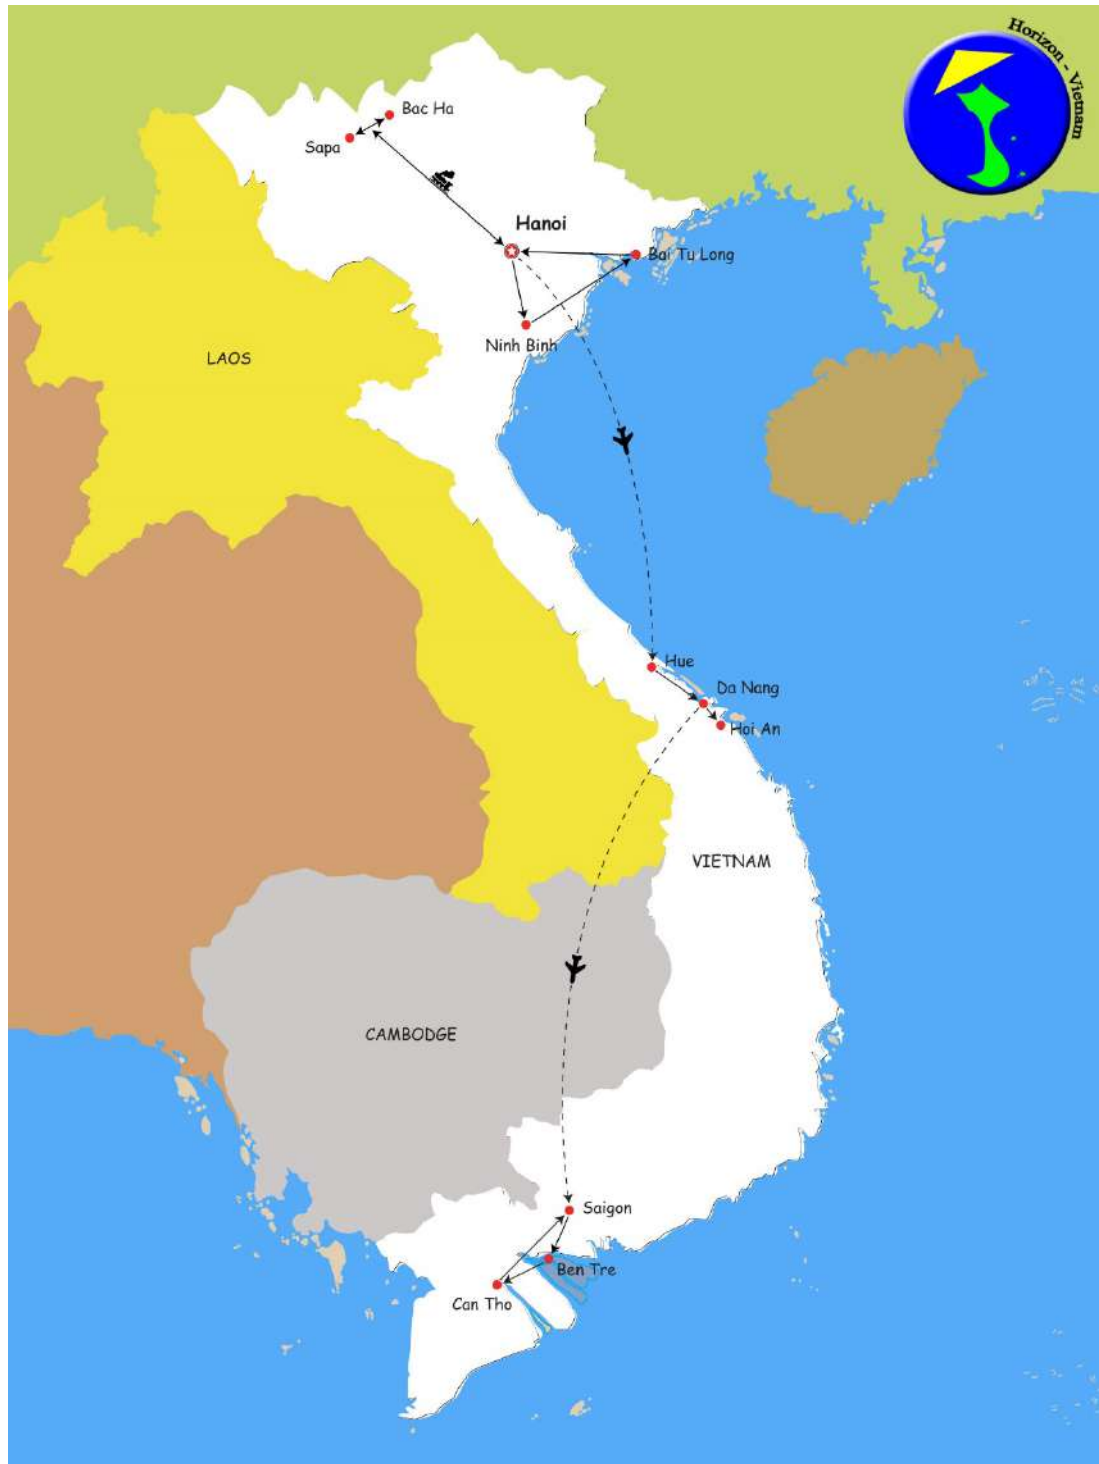 Horizon - Vietnam
Bac Ha
Sapa
Hanoi
Bai Tu Long
Ninh Binh
LAOS
Hue
Da Nang
Hoi An
VIETNAM
CAMBODGE
Saigon
Ben Tre
Can Tho